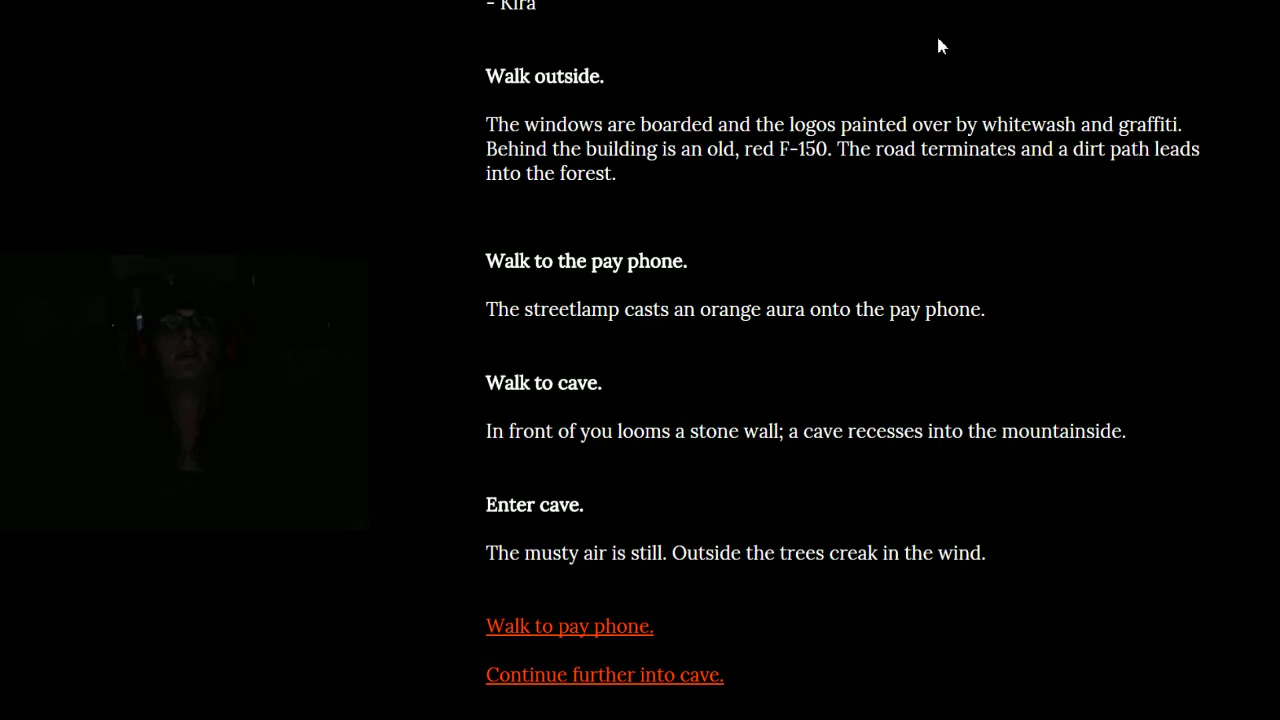 - Kira
Walk outside.
The windows are boarded and the logos painted over by whitewash and graffiti.
Behind the building is an old, red F-150. The road terminates and a dirt path leads
into the forest.
Walk to the pay phone.
The streetlamp casts an orange aura onto the pay phone.
Walk to cave.
In front of you looms a stone wall; a cave recesses into the mountainside.
Enter cave.
The musty air is still. Outside the trees creak in the wind.
Walk to pay phone.
Continue further into cave.